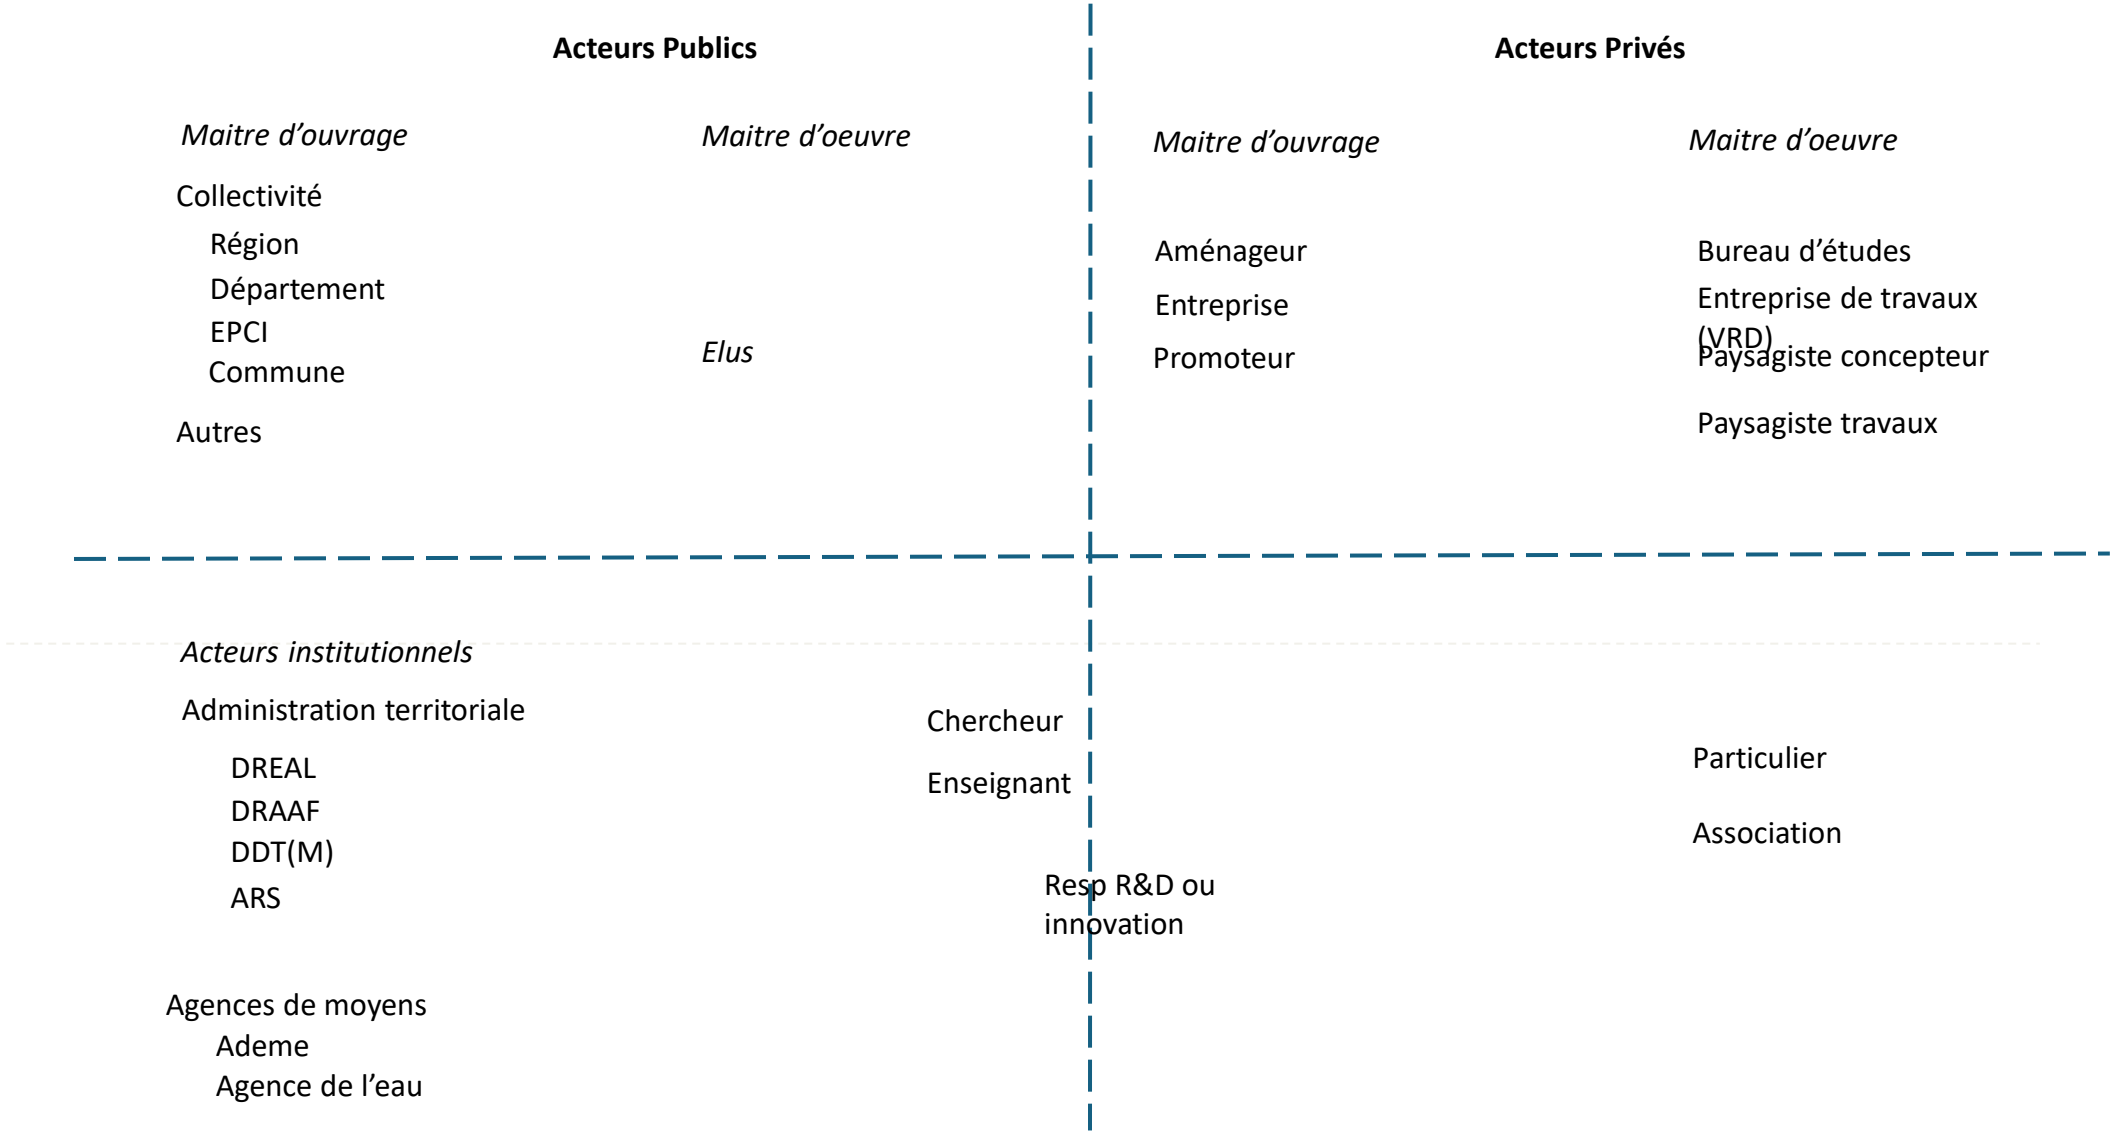 Acteurs Publics
Maitre d’ouvrage
Collectivité
Région
Département
EPCI
Commune
Autres
Maitre d’oeuvre
Elus
Acteurs Privés
Maitre d’ouvrage
Aménageur
Entreprise
Promoteur
Maitre d’oeuvre
Bureau d’études
Entreprise de travaux
(VRD)
Paysagiste concepteur
Paysagiste travaux
Acteurs institutionnels
Administration territoriale
DREAL
DRAAF
DDT(M)
ARS
Agences de moyens
Ademe
Agence de l’eau
Chercheur
Enseignant
Resp R&D ou
innovation
Particulier
Association